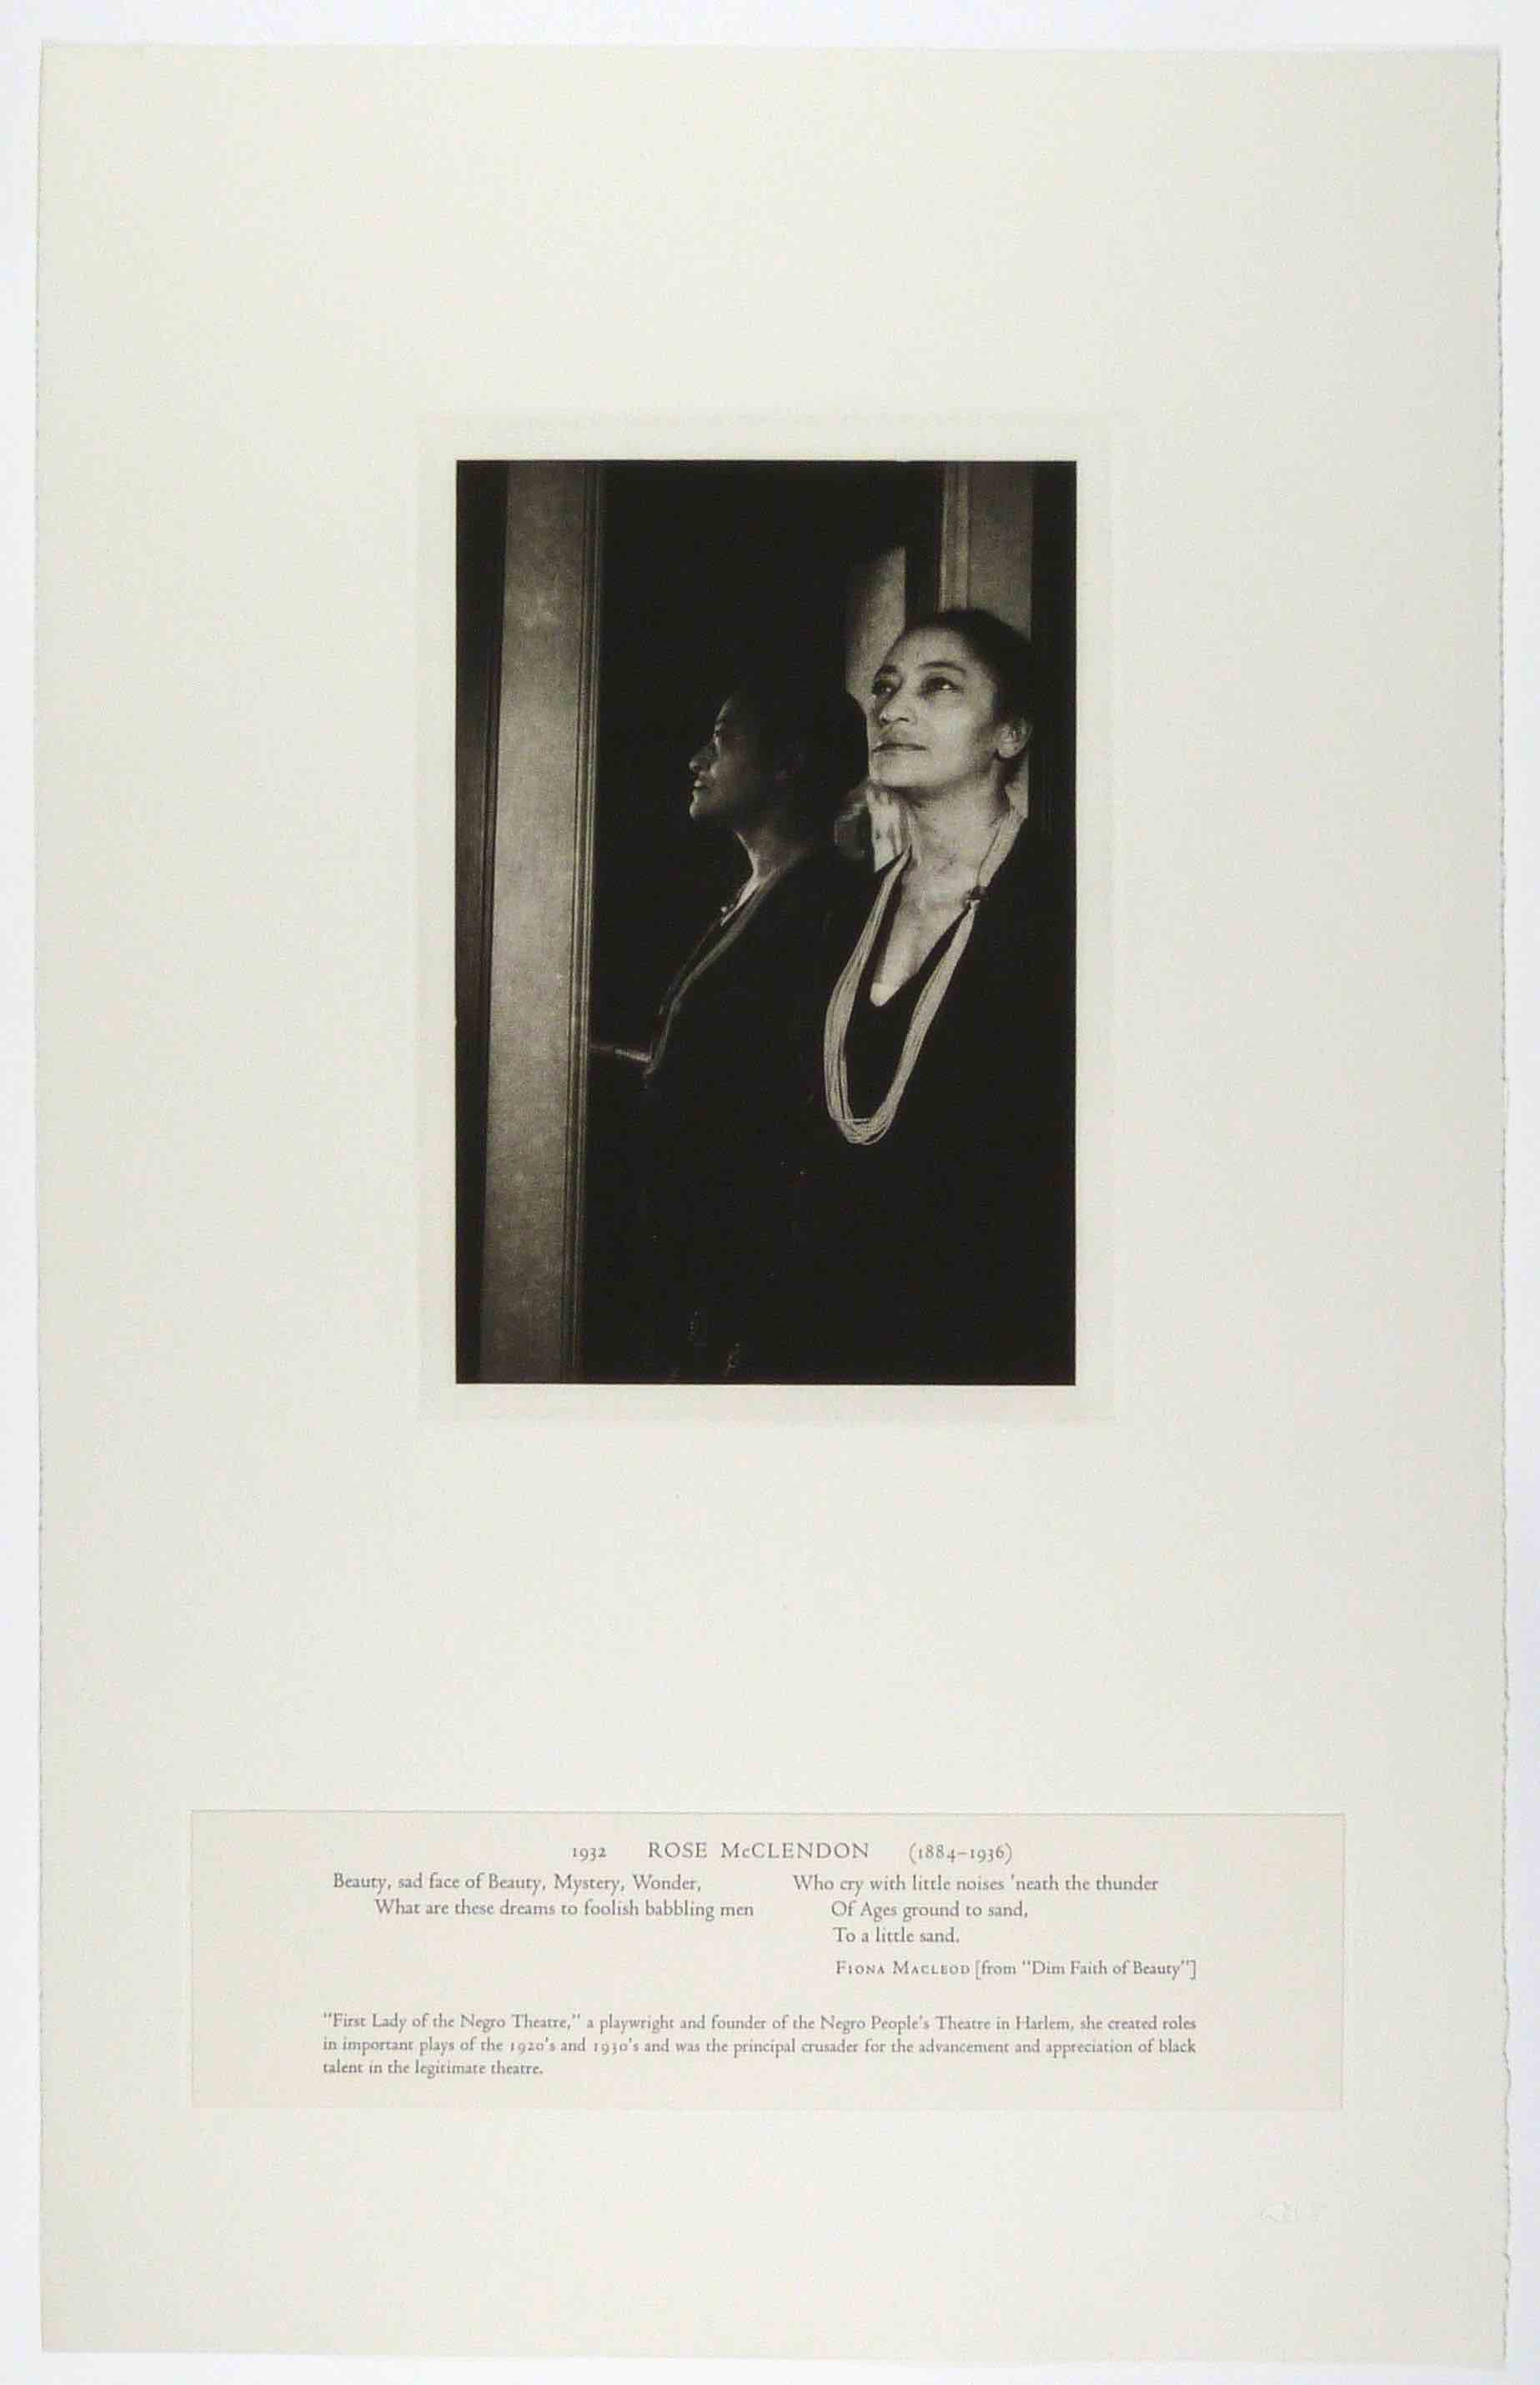 1932 ROSE McCLENDON (1884–1936)
Beauty, sad face of Beauty, Mystery, Wonder,
What are these dreams to foolish babbling men
Who cry with little noises 'neath the thunder
Of Ages ground to sand,
To a little sand.
FIONA MACLEOD [from "Dim Faith of Beauty"]
"First Lady of the Negro Theatre," a playwright and founder of the Negro People's Theatre in Harlem, she created roles
in important plays of the 1920's and 1930's and was the principal crusader for the advancement and appreciation of black
talent in the legitimate theatre.